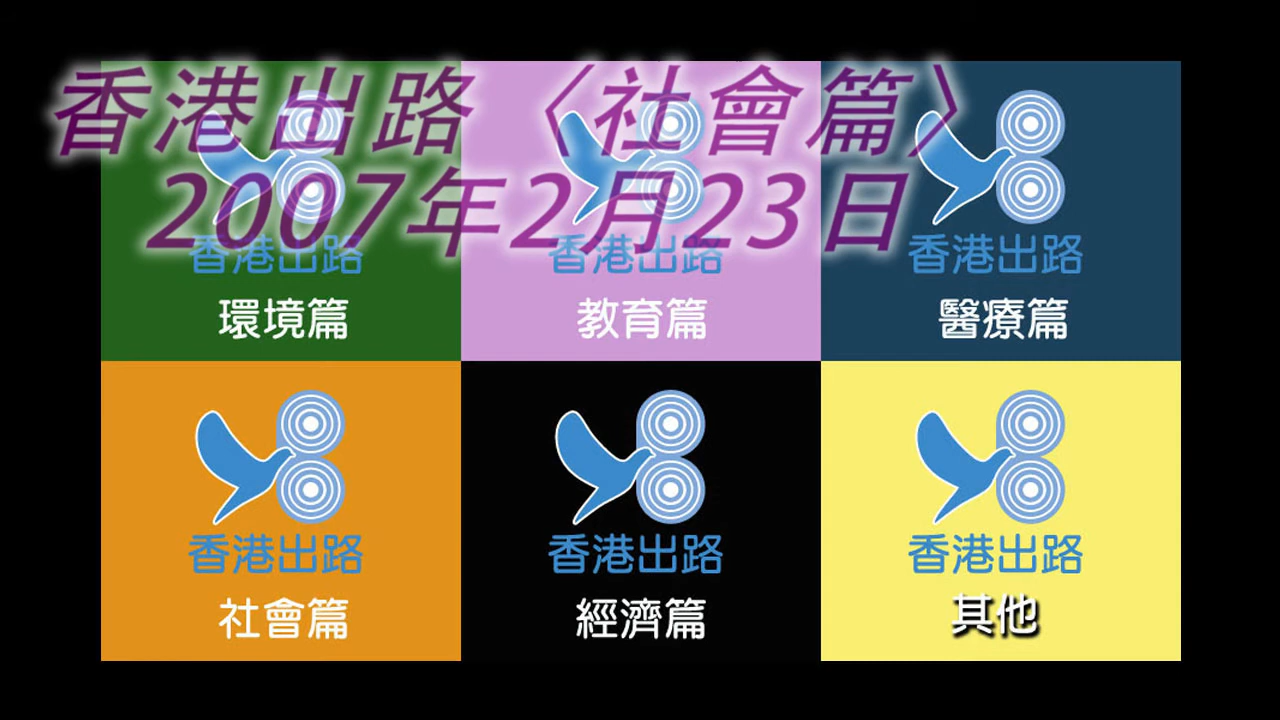 香港出路〈社會篇〉
2007年2月23日
香港出路
環境篇
香港出路
教育篇
香港出路
醫療篇
香港出路
社會篇
香港出路
經濟篇
香港出路
其他